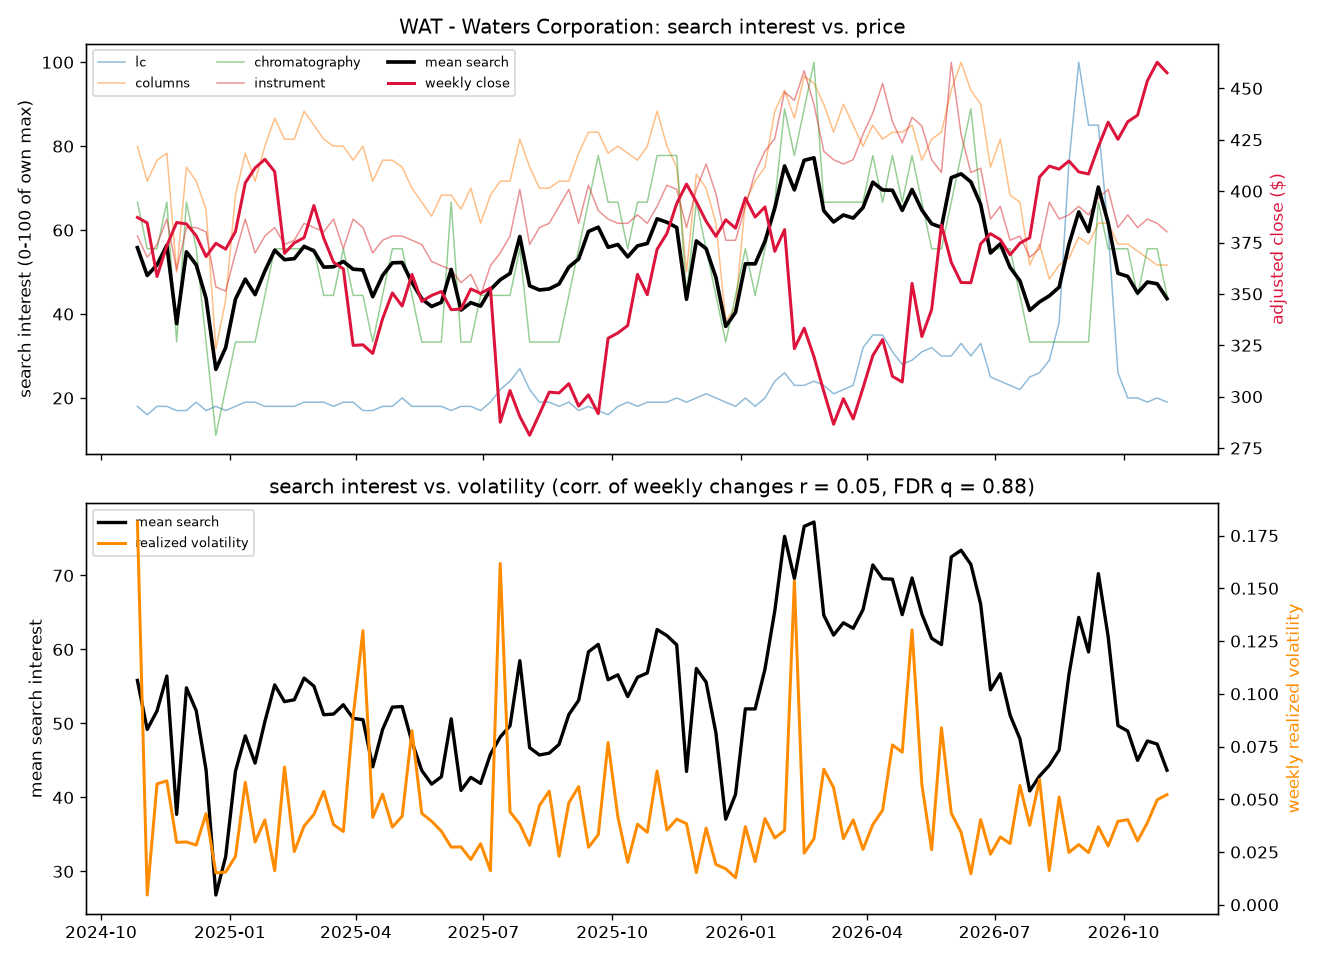 WAT - Waters Corporation: search interest vs. price
lc
columns
chromatography
instrument
mean search
weekly close
search interest (0-100 of own max)
100
80
60
40
20
adjusted close ($)
450
425
400
375
350
325
300
275
search interest vs. volatility (corr. of weekly changes r = 0.05, FDR q = 0.88)
mean search
realized volatility
mean search interest
70
60
50
40
30
weekly realized volatility
0.175
0.150
0.125
0.100
0.075
0.050
0.025
0.000
2024-10
2025-01
2025-04
2025-07
2025-10
2026-01
2026-04
2026-07
2026-10